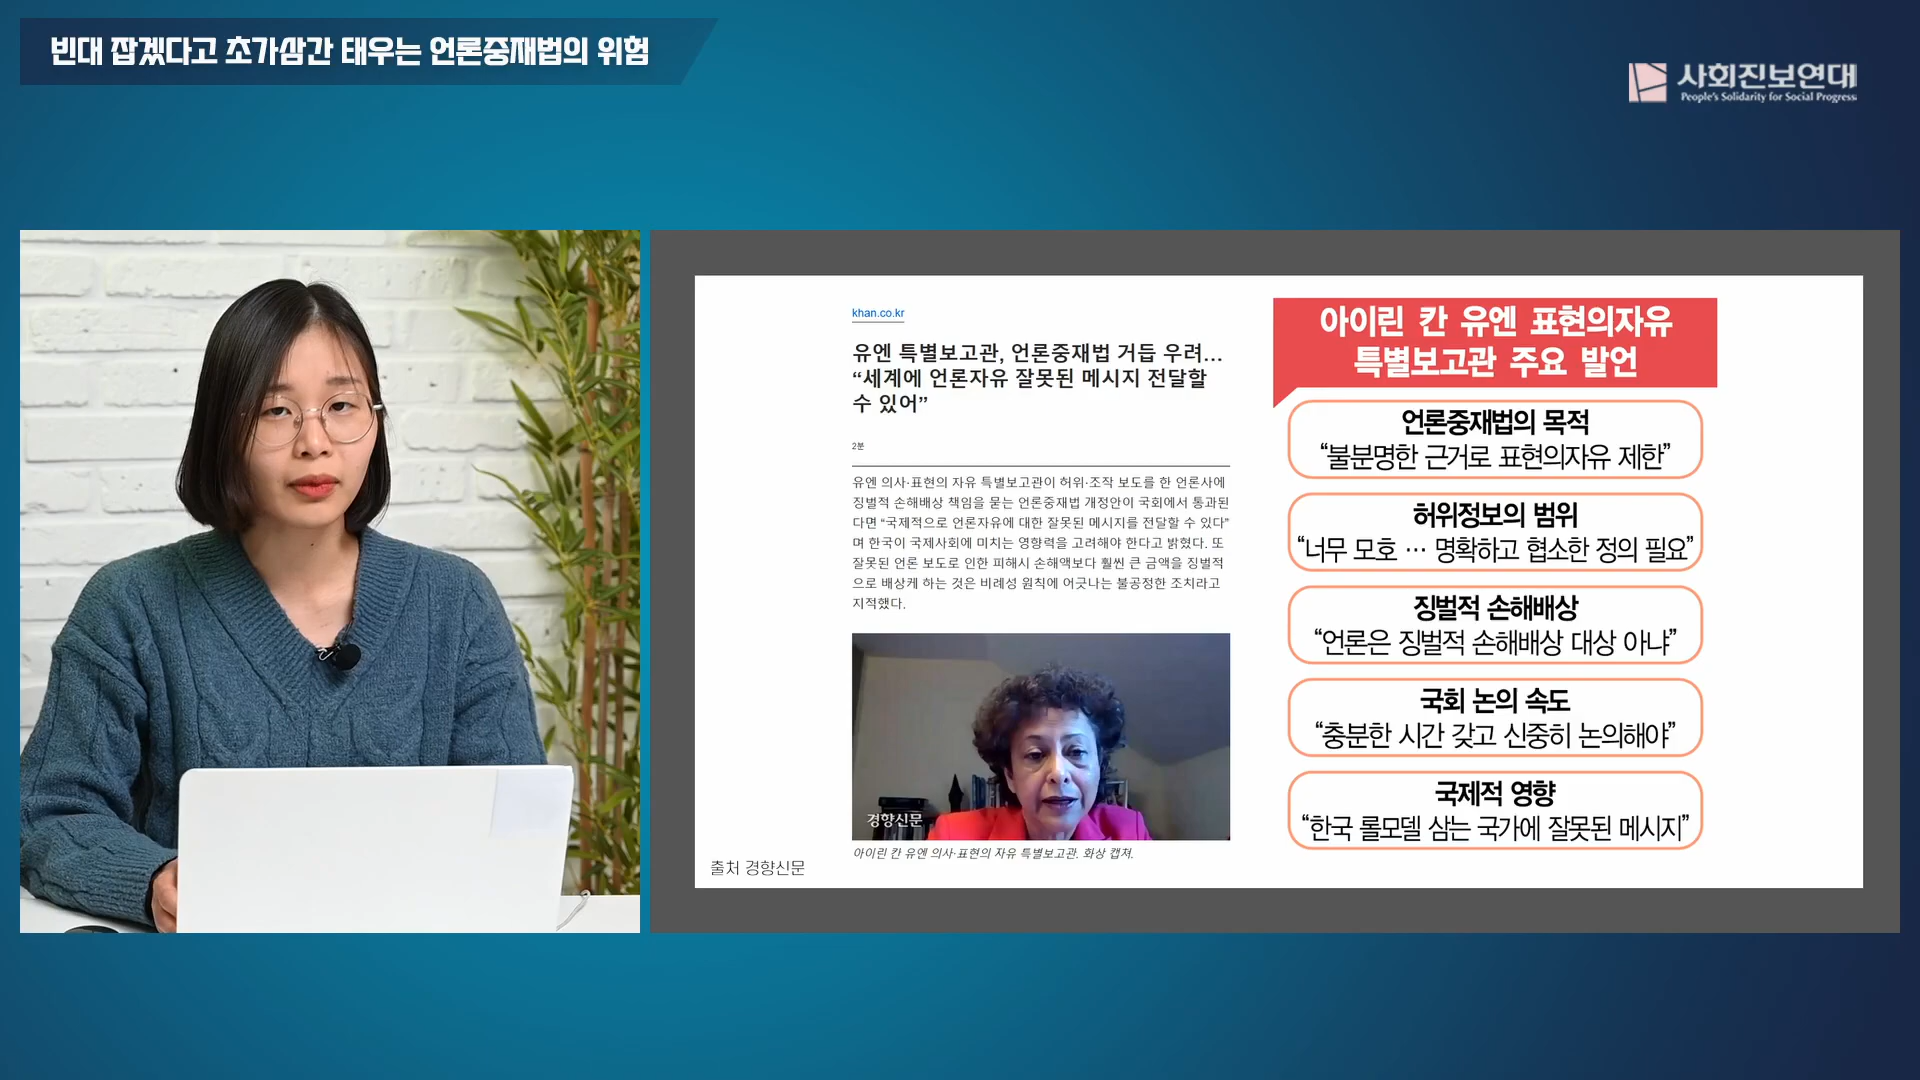 빈대 잡겠다고 초가삼간 태우는 언론중재법의 위험
사회진보연대
People's Solidarity for Social Progress
khan.co.kr
유엔 특별보고관, 언론중재법 거듭 우려…
“세계에 언론자유 잘못된 메시지 전달할
수 있어”
2분
유엔 의사·표현의 자유 특별보고관이 허위·조작 보도를 한 언론사에
징벌적 손해배상 책임을 묻는 언론중재법 개정안이 국회에서 통과된
다면 “국제적으로 언론자유에 대한 잘못된 메시지를 전달할 수 있다”
며 한국이 국제사회에 미치는 영향력을 고려해야 한다고 밝혔다. 또
잘못된 언론 보도로 인한 피해시 손해액보다 훨씬 큰 금액을 징벌적
으로 배상케 하는 것은 비례성 원칙에 어긋나는 불공정한 조치라고
지적했다.
경향신문
아이린 칸 유엔 의사·표현의 자유 특별보고관. 화상 캡쳐.
출처 경향신문
아이린 칸 유엔 표현의자유
특별보고관 주요 발언
언론중재법의 목적
“불분명한 근거로 표현의자유 제한”
허위정보의 범위
“너무 모호 … 명확하고 협소한 정의 필요”
징벌적 손해배상
“언론은 징벌적 손해배상 대상 아냐”
국회 논의 속도
“충분한 시간 갖고 신중히 논의해야”
국제적 영향
“한국 롤모델 삼는 국가에 잘못된 메시지”